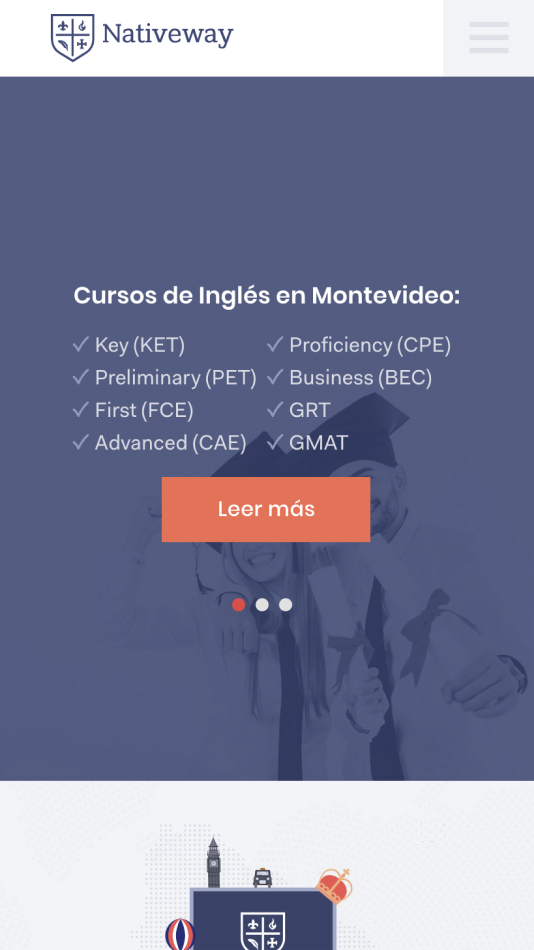 Nativeway
Cursos de Inglés en Montevideo:
Key (KET)
Preliminary (PET)
First (FCE)
Advanced (CAE)
Proficiency (CPE)
Business (BEC)
GRT
GMAT
Leer más